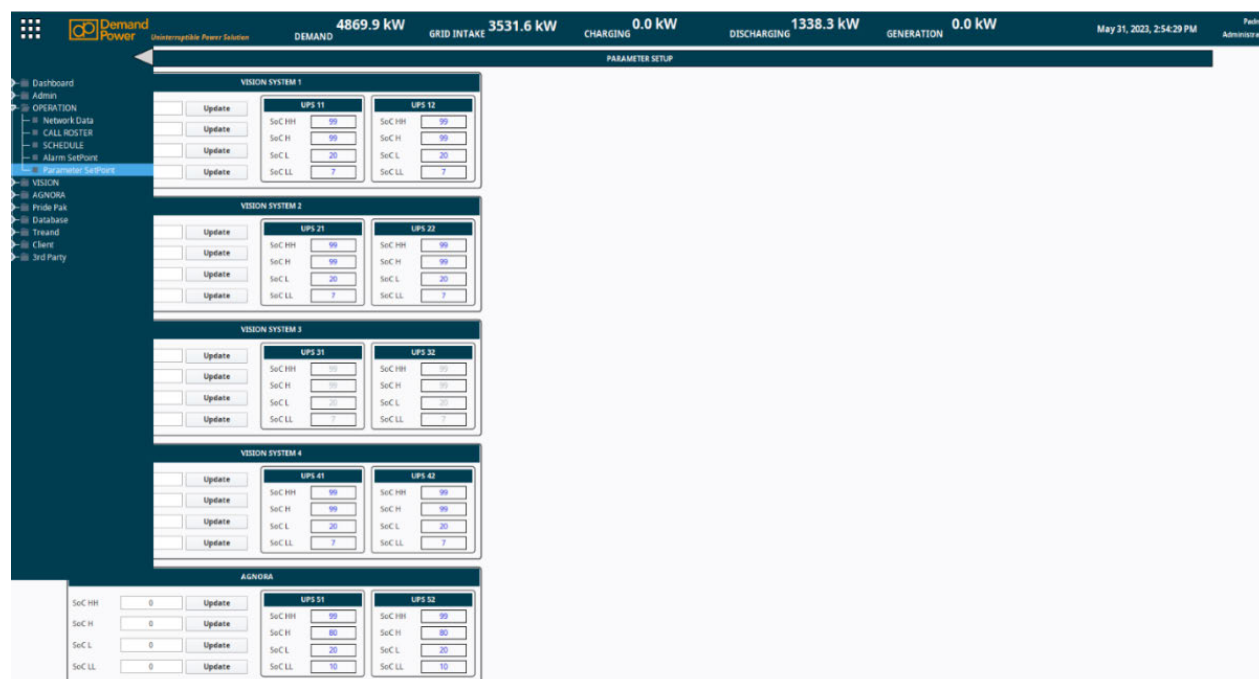 Demand Power
Uninterruptible Power Solution
DEMAND 4869.9 kW
GRID INTAKE 3531.6 kW
CHARGING 0.0 kW
DISCHARGING 1338.3 kW
GENERATION 0.0 kW
May 31, 2023, 2:54:29 PM
PARAMETER SETUP
Dashboard
Admin
OPERATION
Network Data
CALL ROSTER
SCHEDULE
Alarm SetPoint
Parameter SetPoint
VISION
AGNORA
Pride Pak
Database
Treand
Client
3rd Party
VISION SYSTEM 1
UPS 11 UPS 12
Update SoC HH 99 SoC HH 99
Update SoC H 99 SoC H 99
Update SoC L 20 SoC L 20
Update SoC LL 7 SoC LL 7
VISION SYSTEM 2
UPS 21 UPS 22
Update SoC HH 99 SoC HH 99
Update SoC H 99 SoC H 99
Update SoC L 20 SoC L 20
Update SoC LL 7 SoC LL 7
VISION SYSTEM 3
UPS 31 UPS 32
Update SoC HH 99 SoC HH 99
Update SoC H 99 SoC H 99
Update SoC L 20 SoC L 20
Update SoC LL 7 SoC LL 7
VISION SYSTEM 4
UPS 41 UPS 42
Update SoC HH 99 SoC HH 99
Update SoC H 99 SoC H 99
Update SoC L 20 SoC L 20
Update SoC LL 7 SoC LL 7
AGNORA
UPS 51 UPS 52
SoC HH 0 Update SoC HH 99 SoC HH 99
SoC H 0 Update SoC H 80 SoC H 80
SoC L 0 Update SoC L 20 SoC L 20
SoC LL 0 Update SoC LL 10 SoC LL 10